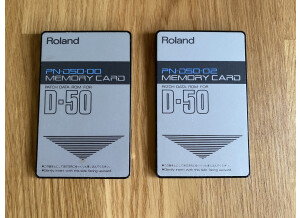 Roland
PN-D50-00
MEMORY CARD
PATCH DATA ROM FOR
D-50
Roland
PN-D50-02
MEMORY CARD
PATCH DATA ROM FOR
D-50